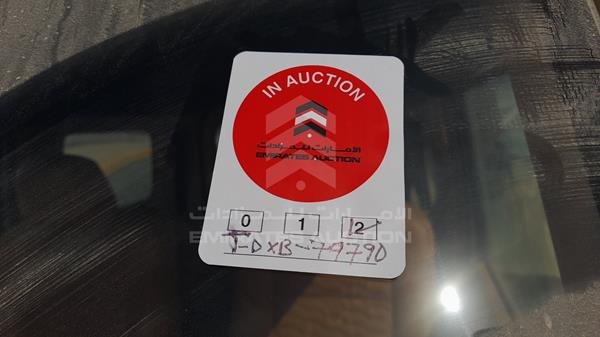 IN AUCTION
الامارات للمزادات
EMIRATES AUCTION
0 1 2
الامارات للمزادات
EMIRATES AUCTION
J-DXB-79790